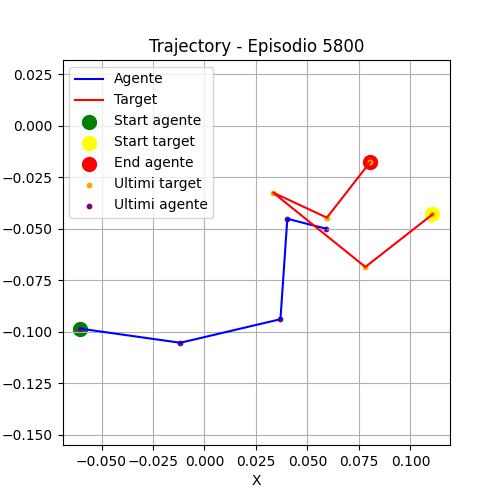 Trajectory - Episodio 5800
Agente
Target
Start agente
Start target
End agente
Ultimi target
Ultimi agente
0.025
0.000
−0.025
−0.050
−0.075
−0.100
−0.125
−0.150
−0.050 −0.025 0.000 0.025 0.050 0.075 0.100
X